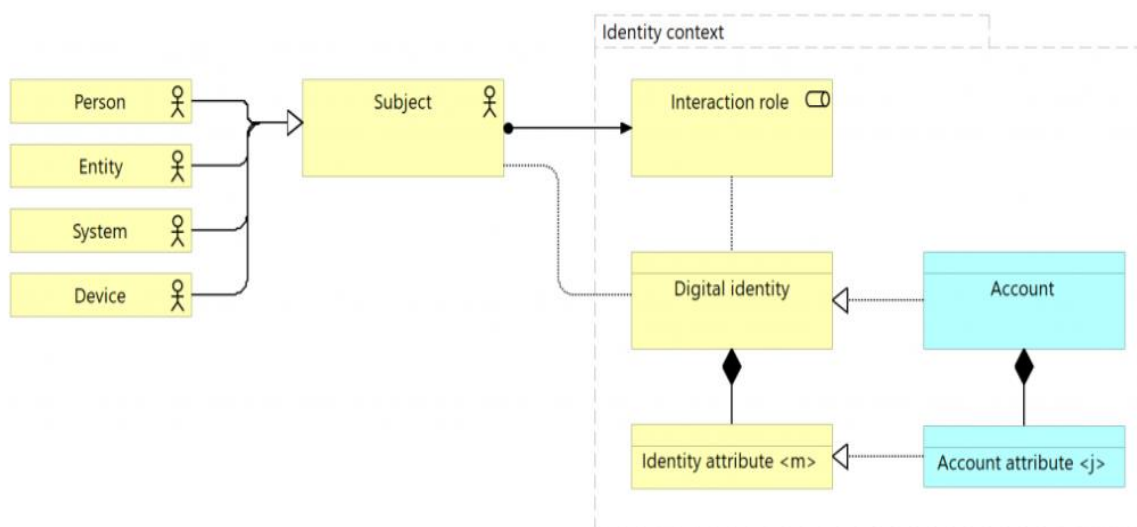 Identity context
Person
Subject
Interaction role
Entity
System
Device
Digital identity
Account
Identity attribute <m>
Account attribute <j>